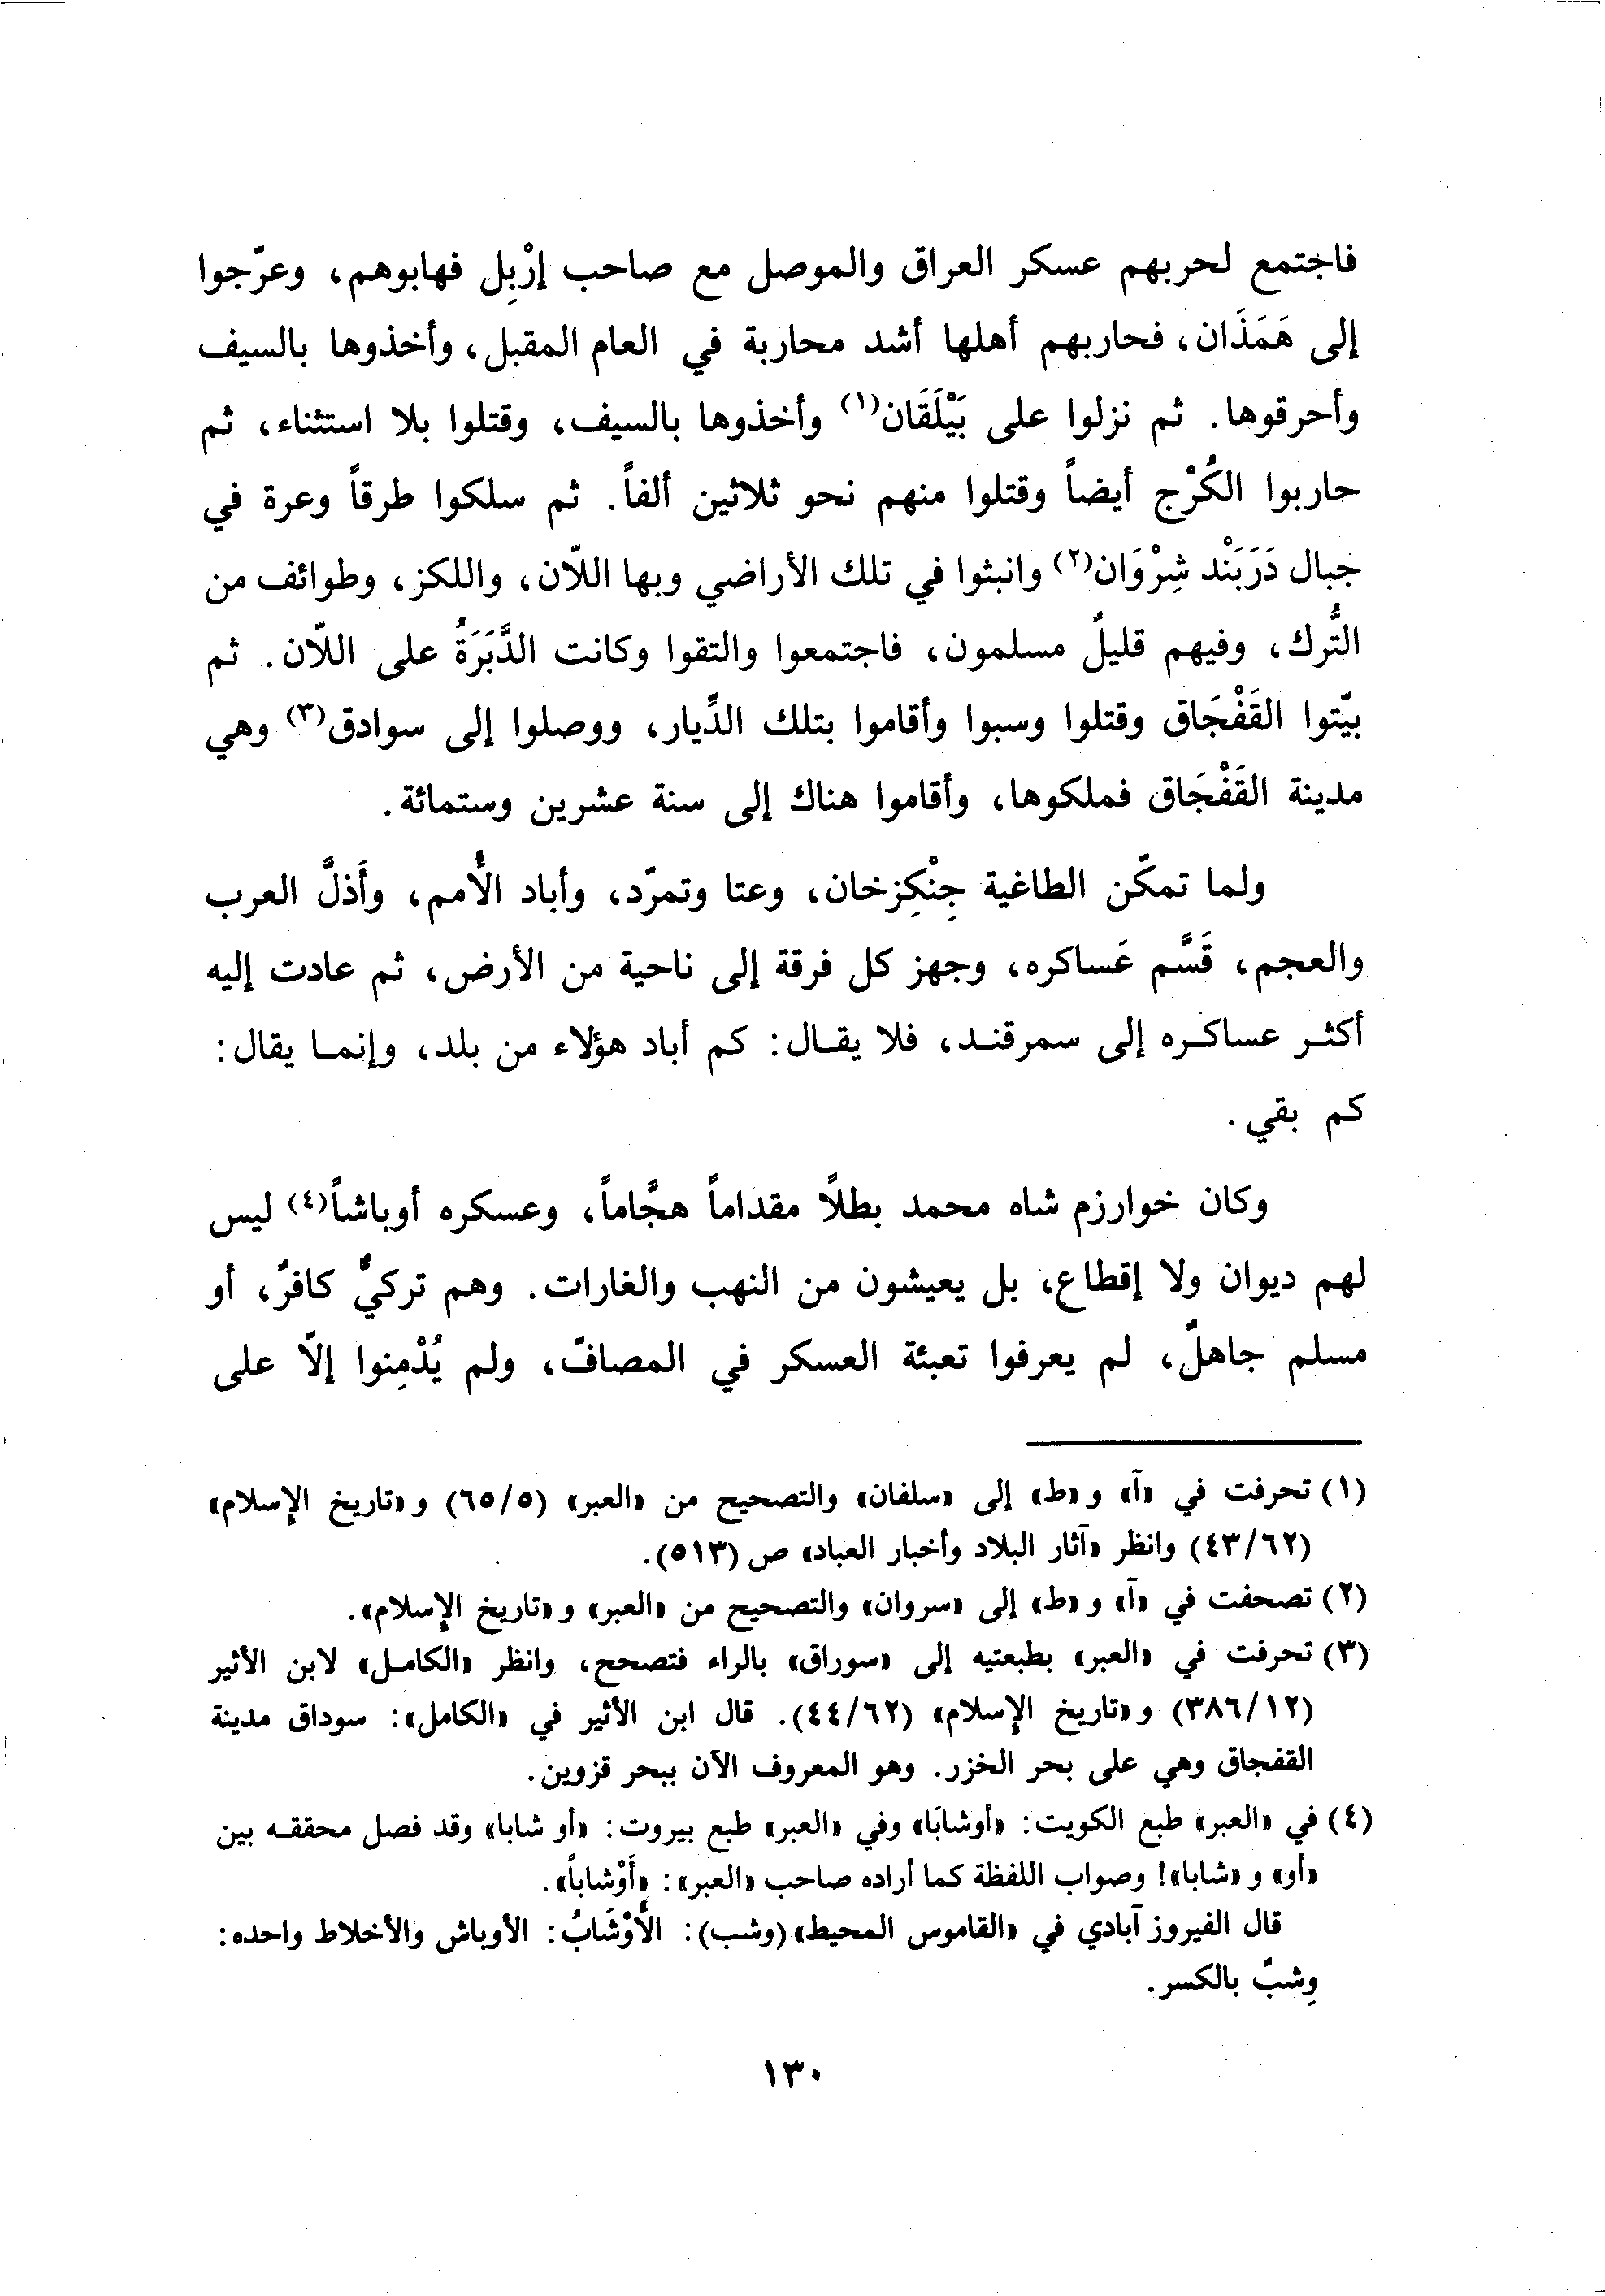 فاجتمع لحربهم عسكر العراق والموصل مع صاحب إرْبِل فهابوهم، وعرّجوا
إلى هَمَذَان، فحاربهم أهلها أشد محاربة في العام المقبل، وأخذوها بالسيف
وأحرقوها. ثم نزلوا على بَيْلَقَان(١) وأخذوها بالسيف، وقتلوا بلا استثناء، ثم
حاربوا الكُرْج أيضاً وقتلوا منهم نحو ثلاثين ألفاً. ثم سلكوا طرقاً وعرة في
جبال دَرَبَنْد شِرْوَان(٢) وانبثوا في تلك الأراضي وبها اللّان، واللكز، وطوائف من
التُّرك، وفيهم قليلٌ مسلمون، فاجتمعوا والتقوا وكانت الدَّبَرَةُ على اللّان. ثم
بيّتوا القَفْجَاق وقتلوا وسبوا وأقاموا بتلك الدِّيار، ووصلوا إلى سوادق(٣) وهي
مدينة القَفْجَاق فملكوها، وأقاموا هناك إلى سنة عشرين وستمائة.
ولما تمكّن الطاغية جِنْكِزخان، وعتا وتمرّد، وأباد الأُمم، وأَذلَّ العرب
والعجم، قَسَّم عَساكره، وجهز كل فرقة إلى ناحية من الأرض، ثم عادت إليه
أكثر عساكره إلى سمرقند، فلا يقال: كم أباد هؤلاء من بلد، وإنما يقال:
كم بقي.
وكان خوارزم شاه محمد بطلًا مقداماً هجَّاماً، وعسكره أوباشاً(٤) ليس
لهم ديوان ولا إقطاع، بل يعيشون من النهب والغارات. وهم تركيٌّ كافرٌ، أو
مسلم جاهلٌ، لم يعرفوا تعبئة العسكر في المصافّ، ولم يُدْمِنوا إلّا على
(١) تحرفت في «آ» و «ط» إلى «سلفان» والتصحيح من «العبر» (٦٥/٥) و «تاريخ الإسلام»
(٤٣/٦٢) وانظر «آثار البلاد وأخبار العباد» ص (٥١٣).
(٢) تصحفت في «آ» و «ط» إلى «سروان» والتصحيح من «العبر» و «تاريخ الإسلام».
(٣) تحرفت في «العبر» بطبعتيه إلى «سوراق» بالراء فتصحح، وانظر «الكامل» لابن الأثير
(٣٨٦/١٢) و «تاريخ الإسلام» (٤٤/٦٢). قال ابن الأثير في «الكامل»: سوداق مدينة
القفجاق وهي على بحر الخزر. وهو المعروف الآن ببحر قزوين.
(٤) في «العبر» طبع الكويت: «أوشابَا» وفي «العبر» طبع بيروت: «أو شابا» وقد فصل محققه بين
«أو» و «شابا»! وصواب اللفظة كما أراده صاحب «العبر»: «أَوْشاباً».
قال الفيروز آبادي في «القاموس المحيط» (وشب): الأَوْشَابُ: الأوباش والأخلاط واحده:
وِشبٌ بالكسر.
١٣٠